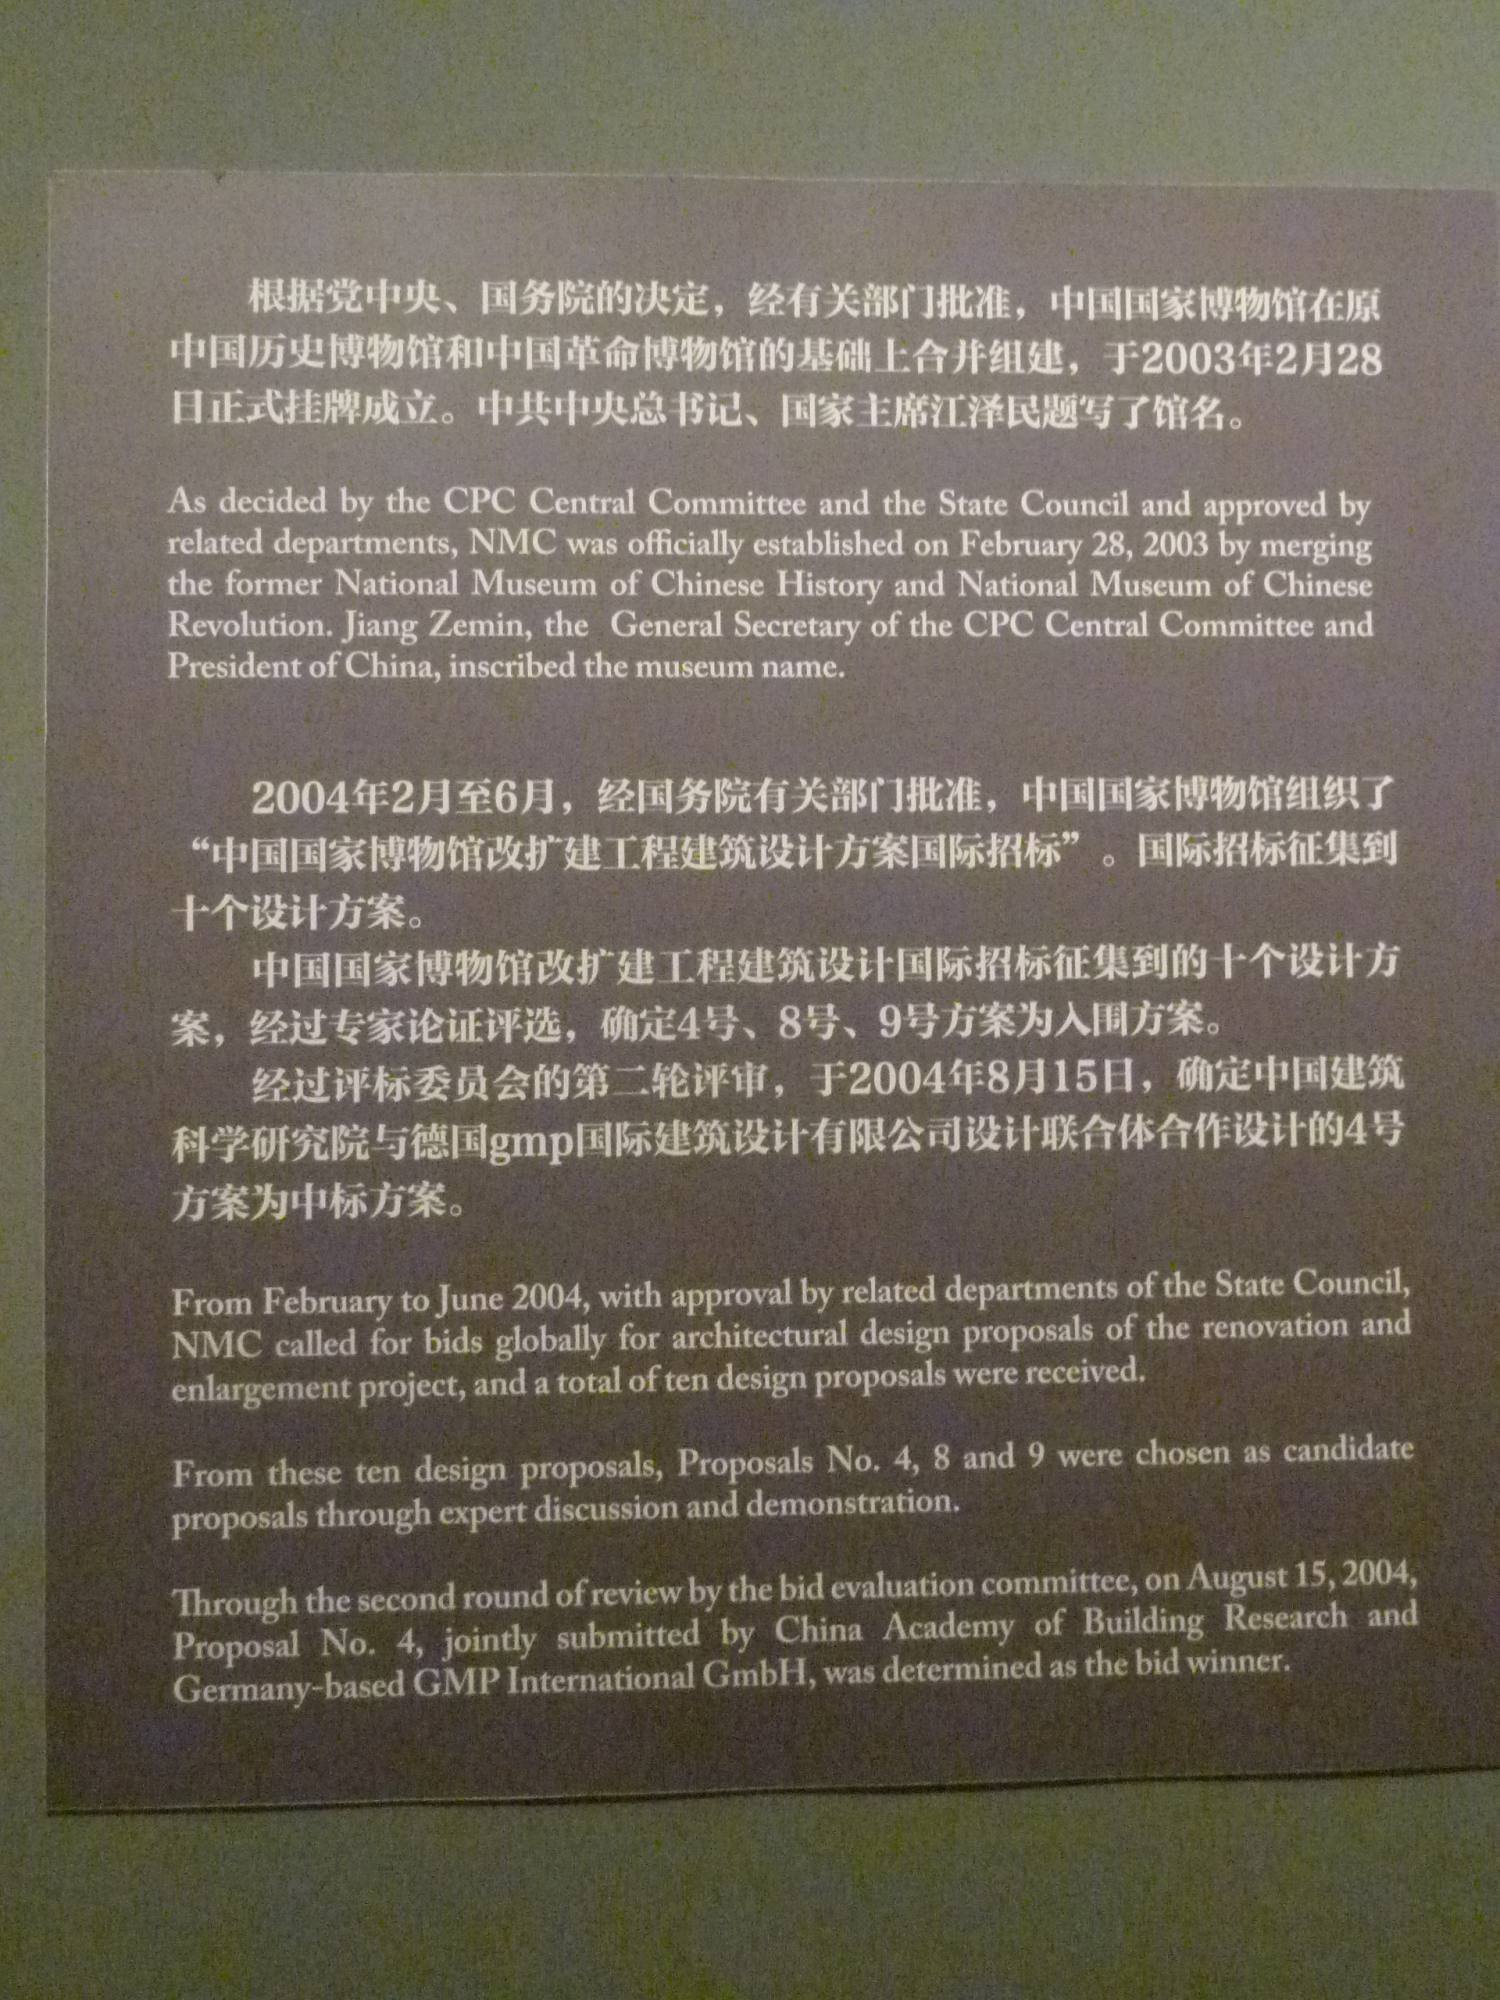 根据党中央、国务院的决定，经有关部门批准，中国国家博物馆在原
中国历史博物馆和中国革命博物馆的基础上合并组建，于2003年2月28
日正式挂牌成立。中共中央总书记、国家主席江泽民题写了馆名。
As decided by the CPC Central Committee and the State Council and approved by
related departments, NMC was officially established on February 28, 2003 by merging
the former National Museum of Chinese History and National Museum of Chinese
Revolution. Jiang Zemin, the General Secretary of the CPC Central Committee and
President of China, inscribed the museum name.
2004年2月至6月，经国务院有关部门批准，中国国家博物馆组织了
“中国国家博物馆改扩建工程建筑设计方案国际招标”。国际招标征集到
十个设计方案。
中国国家博物馆改扩建工程建筑设计国际招标征集到的十个设计方
案，经过专家论证评选，确定4号、8号、9号方案为入围方案。
经过评标委员会的第二轮评审，于2004年8月15日，确定中国建筑
科学研究院与德国gmp国际建筑设计有限公司设计联合体合作设计的4号
方案为中标方案。
From February to June 2004, with approval by related departments of the State Council,
NMC called for bids globally for architectural design proposals of the renovation and
enlargement project, and a total of ten design proposals were received.
From these ten design proposals, Proposals No. 4, 8 and 9 were chosen as candidate
proposals through expert discussion and demonstration.
Through the second round of review by the bid evaluation committee, on August 15, 2004,
Proposal No. 4, jointly submitted by China Academy of Building Research and
Germany-based GMP International GmbH, was determined as the bid winner.